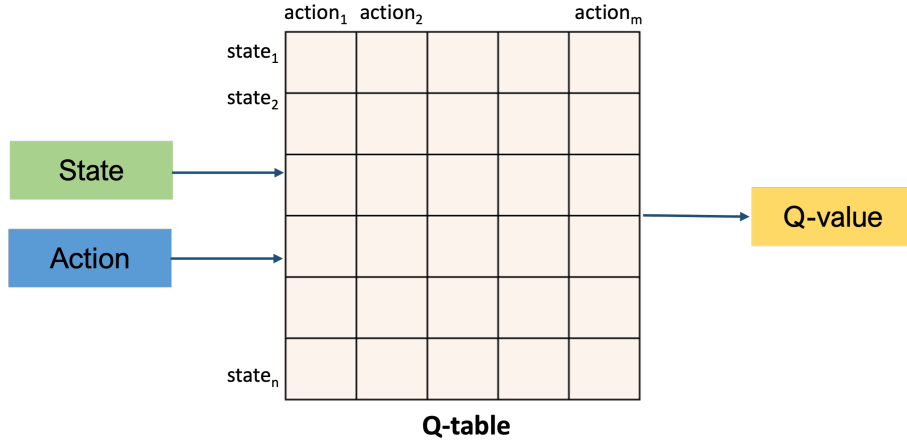 action₁ action₂ actionₘ
state₁
state₂
State
Q-value
Action
stateₙ
Q-table